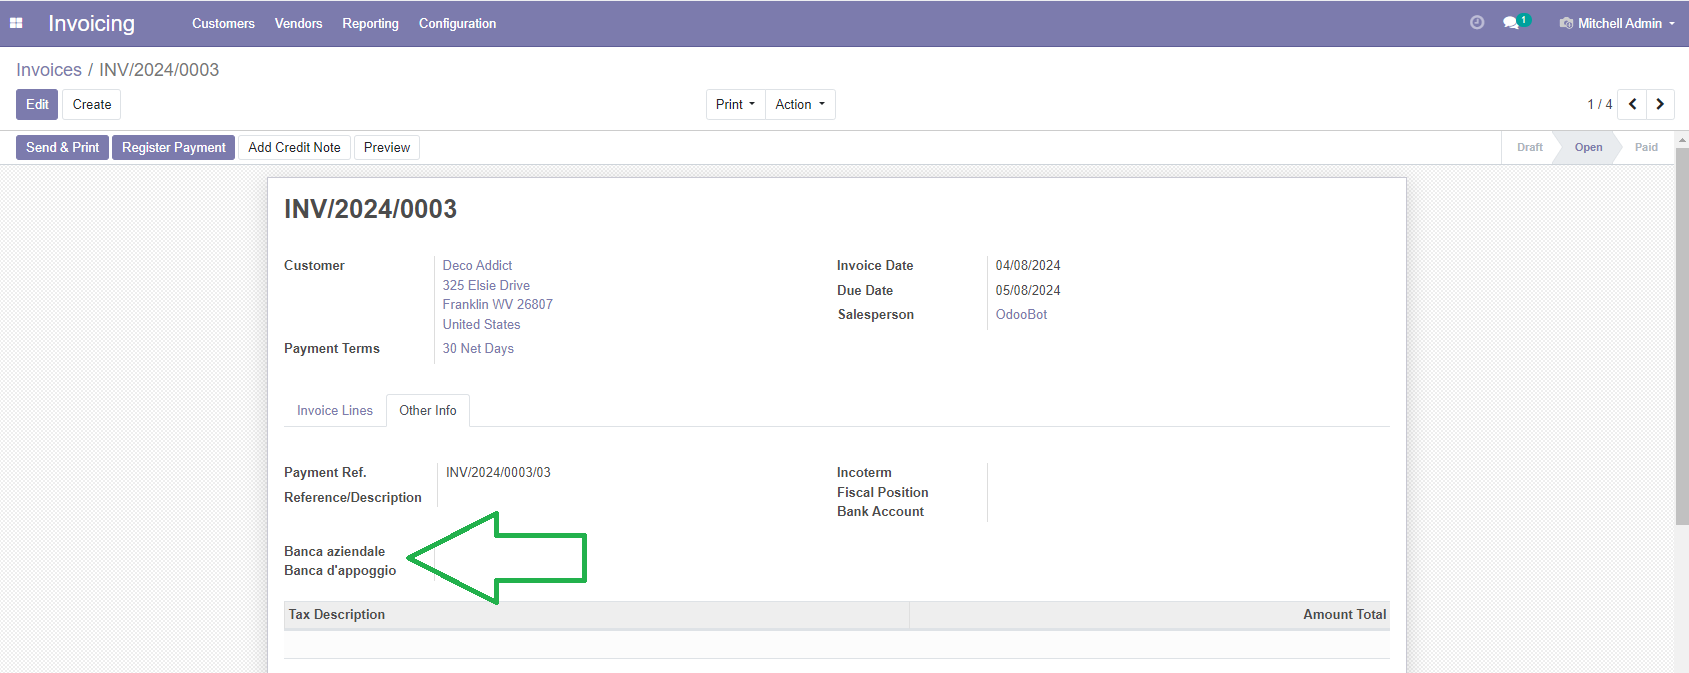 Invoicing Customers Vendors Reporting Configuration 1 Mitchell Admin
Invoices / INV/2024/0003
Edit Create Print Action 1 / 4
Send & Print Register Payment Add Credit Note Preview Draft Open Paid
INV/2024/0003
Customer Deco Addict Invoice Date 04/08/2024
325 Elsie Drive
Franklin WV 26807 Due Date 05/08/2024
United States Salesperson OdooBot
Payment Terms 30 Net Days
Invoice Lines Other Info
Payment Ref. INV/2024/0003/03 Incoterm
Reference/Description Fiscal Position
Bank Account
Banca aziendale
Banca d'appoggio
Tax Description Amount Total